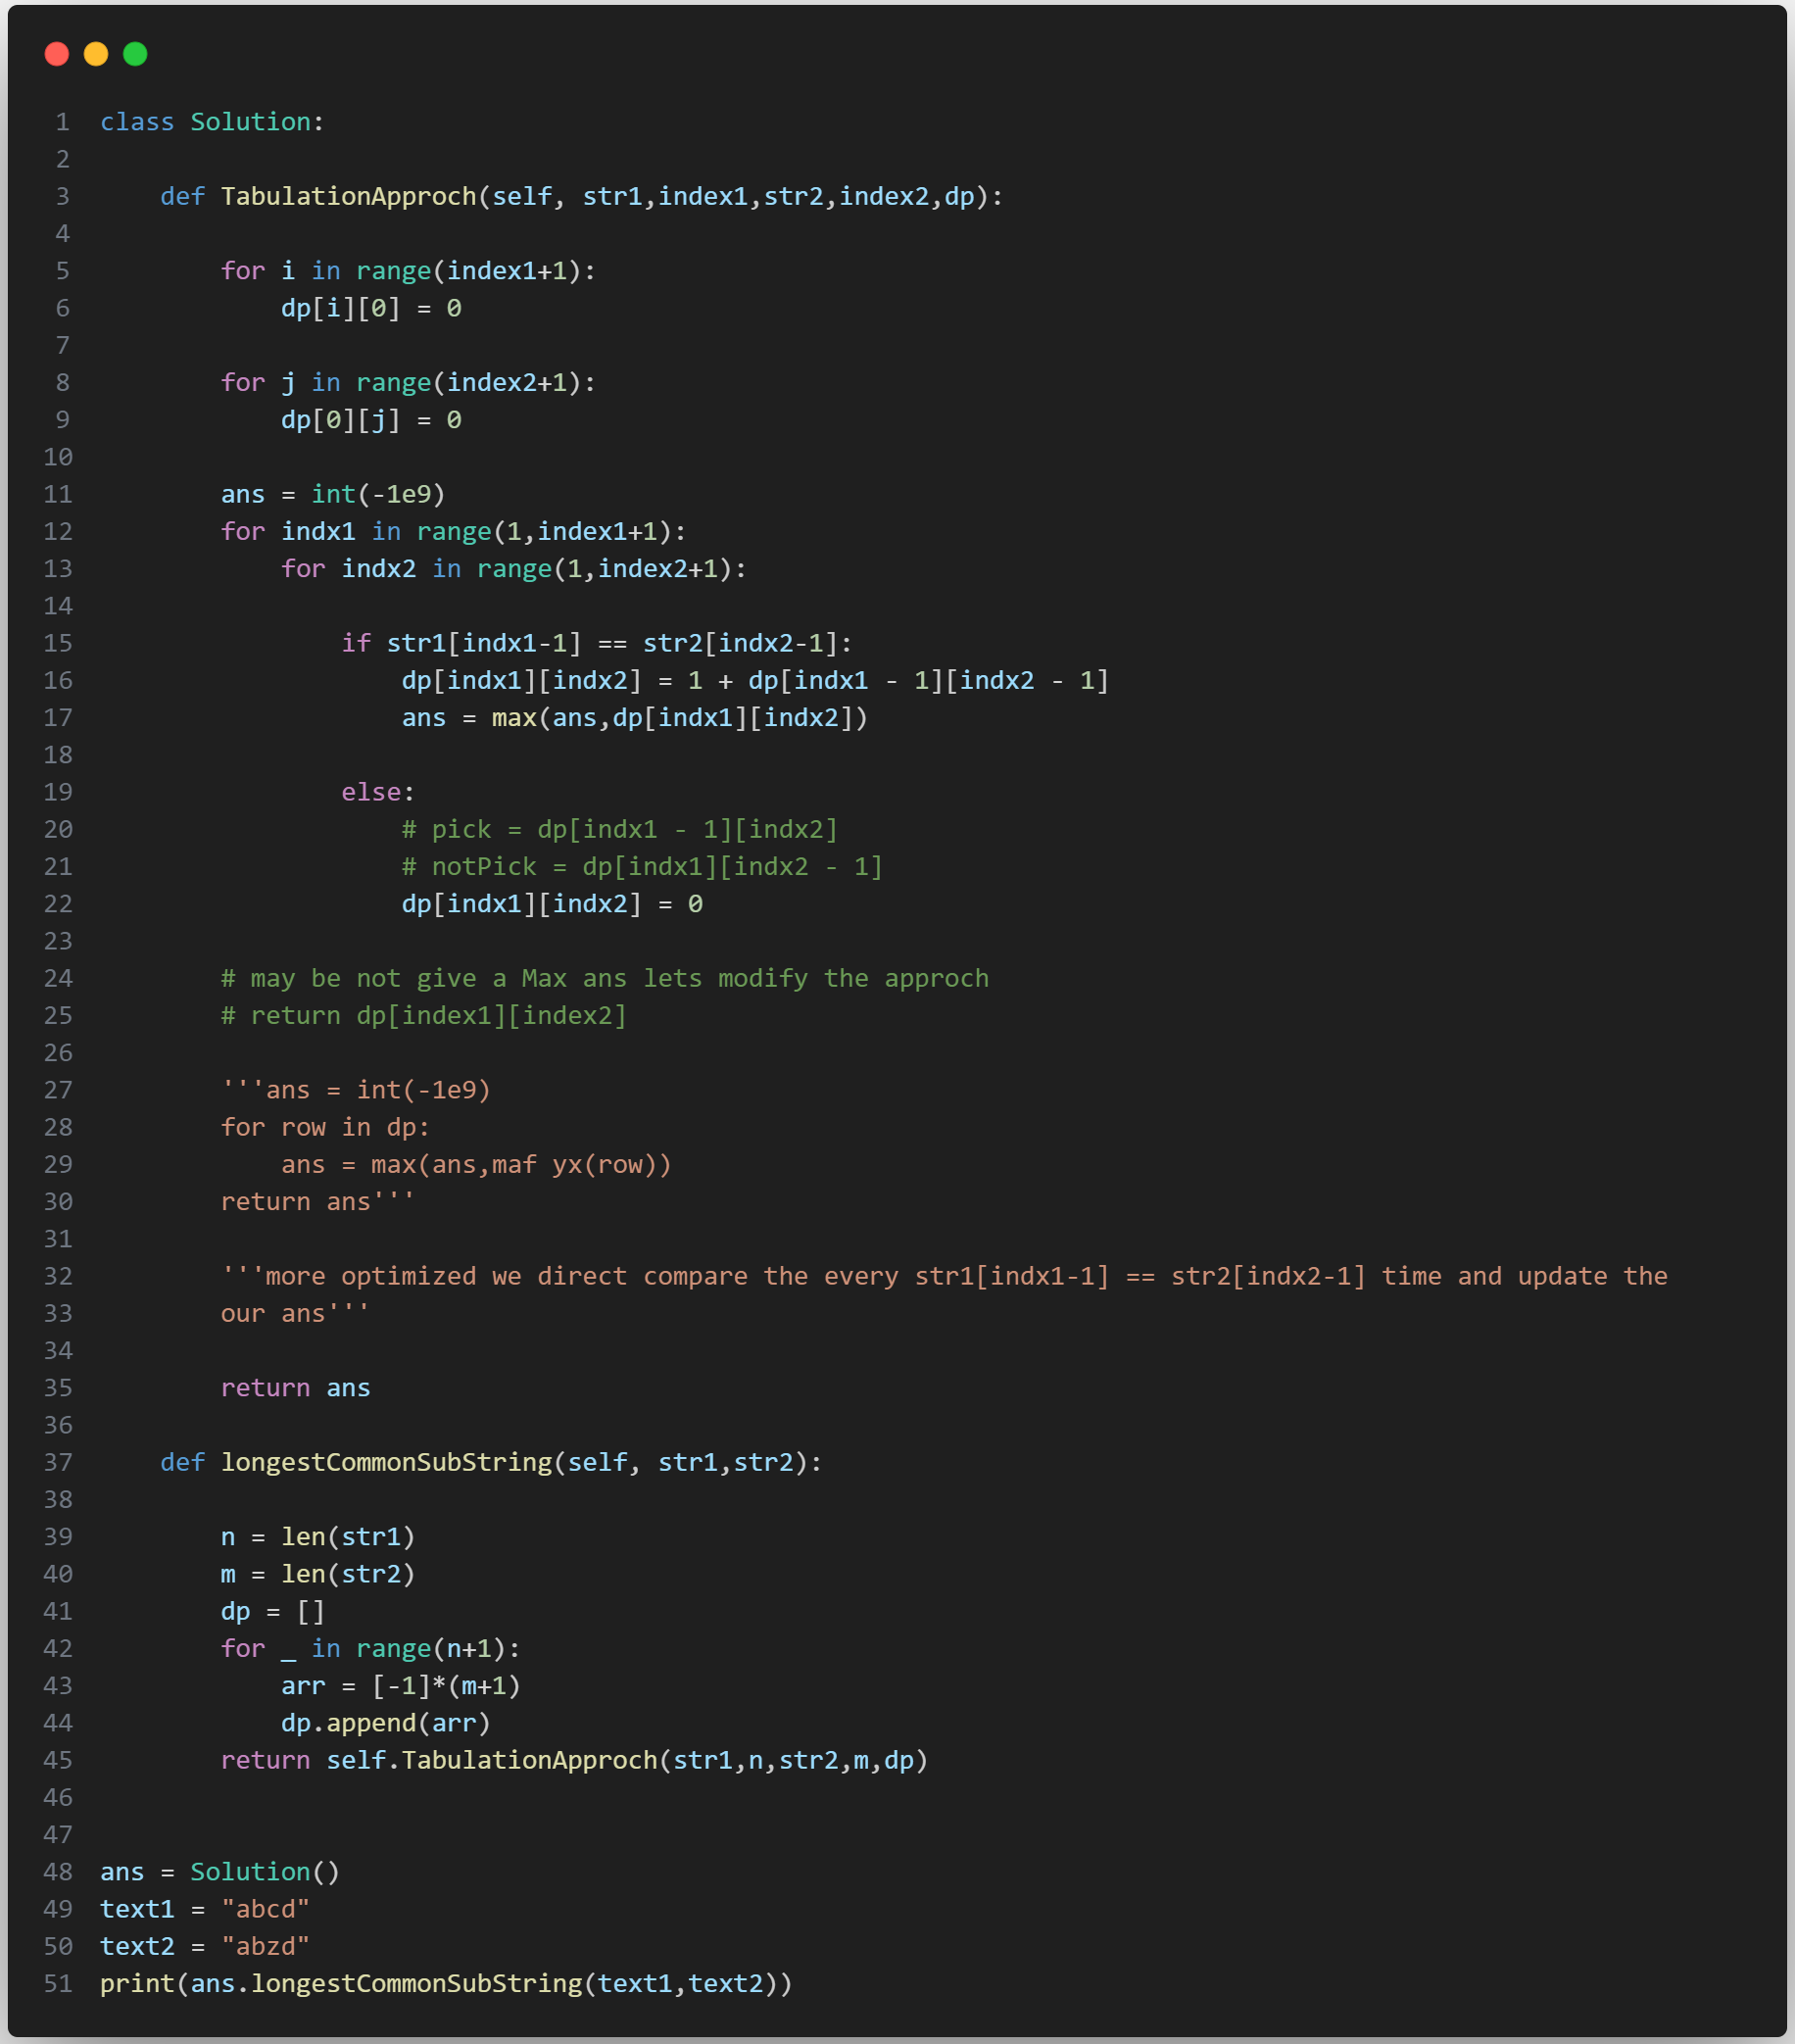 1 class Solution:
2
3     def TabulationApproch(self, str1,index1,str2,index2,dp):
4
5         for i in range(index1+1):
6             dp[i][0] = 0
7
8         for j in range(index2+1):
9             dp[0][j] = 0
10
11         ans = int(-1e9)
12         for indx1 in range(1,index1+1):
13             for indx2 in range(1,index2+1):
14
15                 if str1[indx1-1] == str2[indx2-1]:
16                     dp[indx1][indx2] = 1 + dp[indx1 - 1][indx2 - 1]
17                     ans = max(ans,dp[indx1][indx2])
18
19                 else:
20                     # pick = dp[indx1 - 1][indx2]
21                     # notPick = dp[indx1][indx2 - 1]
22                     dp[indx1][indx2] = 0
23
24         # may be not give a Max ans lets modify the approch
25         # return dp[index1][index2]
26
27         '''ans = int(-1e9)
28         for row in dp:
29             ans = max(ans,maf yx(row))
30         return ans'''
31
32         '''more optimized we direct compare the every str1[indx1-1] == str2[indx2-1] time and update the
33         our ans'''
34
35         return ans
36
37     def longestCommonSubString(self, str1,str2):
38
39         n = len(str1)
40         m = len(str2)
41         dp = []
42         for _ in range(n+1):
43             arr = [-1]*(m+1)
44             dp.append(arr)
45         return self.TabulationApproch(str1,n,str2,m,dp)
46
47
48 ans = Solution()
49 text1 = "abcd"
50 text2 = "abzd"
51 print(ans.longestCommonSubString(text1,text2))